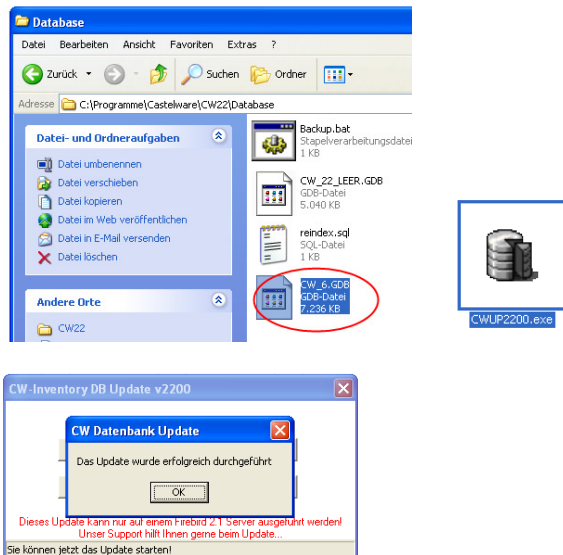 Database
Datei Bearbeiten Ansicht Favoriten Extras ?
Zurück Suchen Ordner
Adresse C:\Programme\Castelware\CW22\Database
Datei- und Ordneraufgaben
Datei umbenennen
Datei verschieben
Datei kopieren
Datei im Web veröffentlichen
Datei in E-Mail versenden
Datei löschen
Andere Orte
CW22
Backup.bat
Stapelverarbeitungsdatei
1 KB
CW_22_LEER.GDB
GDB-Datei
5.040 KB
reindex.sql
SQL-Datei
1 KB
CW_6.GDB
GDB-Datei
7.236 KB
CWUP2200.exe
CW-Inventory DB Update v2200
CW Datenbank Update
Das Update wurde erfolgreich durchgeführt
OK
Dieses Update kann nur auf einem Firebird 2.1 Server ausgeführt werden!
Unser Support hilft Ihnen gerne beim Update...
Sie können jetzt das Update starten!